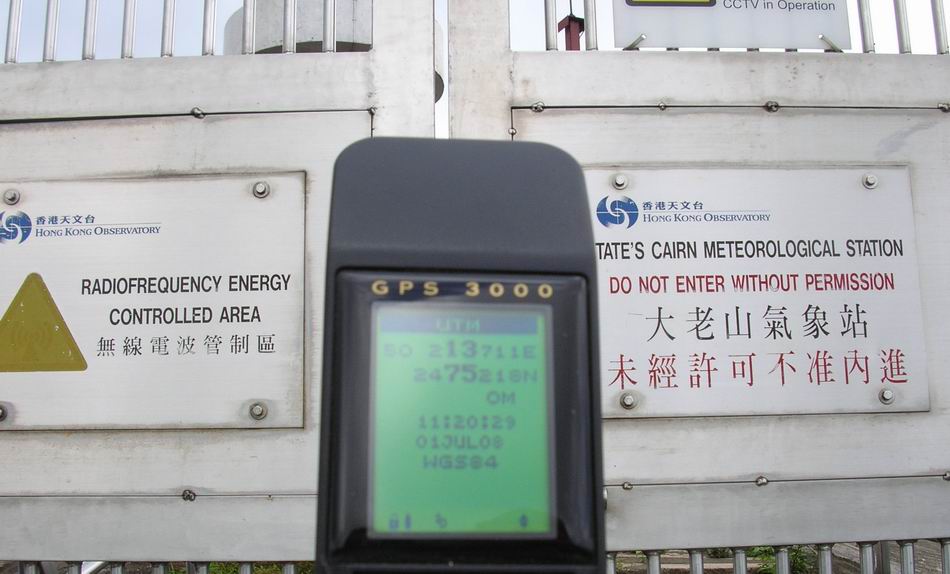 CCTV in Operation
香港天文台
HONG KONG OBSERVATORY
RADIOFREQUENCY ENERGY
CONTROLLED AREA
無線電波管制區
GPS 3000
UTM
50 213711E
2475218N
0M
11:20:29
01JUL08
WGS84
香港天文台
HONG KONG OBSERVATORY
TATE'S CAIRN METEOROLOGICAL STATION
DO NOT ENTER WITHOUT PERMISSION
大老山氣象站
未經許可不准內進